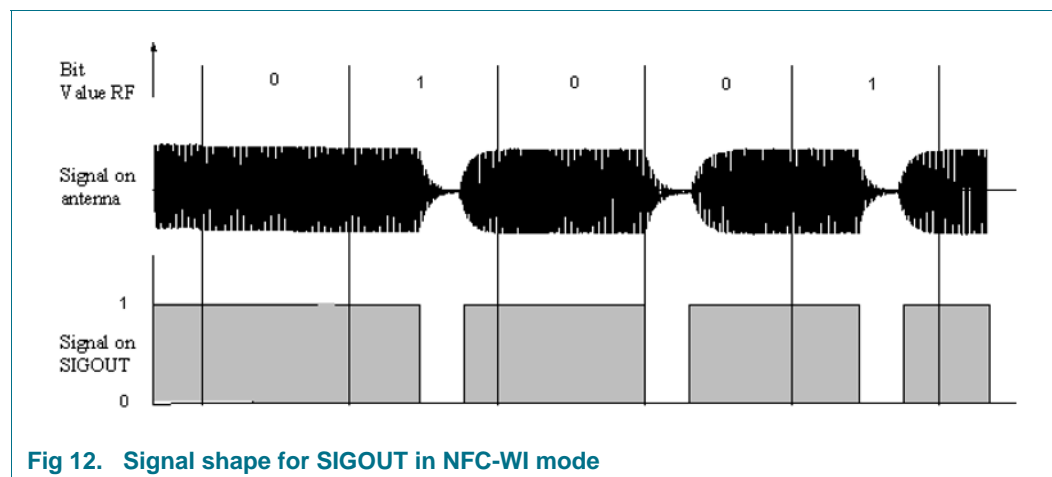 Bit
Value RF
0
1
0
0
1
Signal on
antenna
1
Signal on
SIGOUT
0
Fig 12. Signal shape for SIGOUT in NFC-WI mode